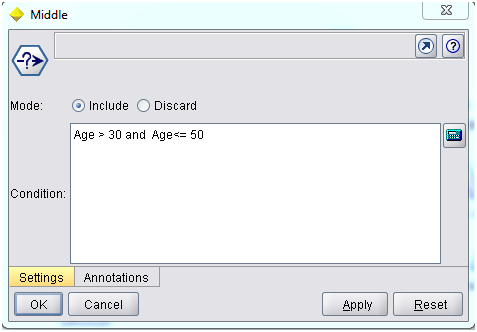 Middle
-?->
?
Mode: Include Discard
Age > 30 and Age<= 50
Condition:
Settings Annotations
OK Cancel Apply Reset